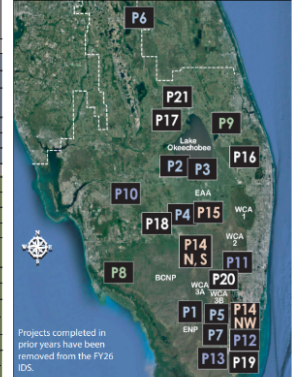 P6
P21
P17
P9
Lake
Okeechobee
P16
P2
P3
P10
EAA
P4
P15
WCA
1
P18
WCA
2
P14
N, S
P11
P8
BCNP
P20
WCA
3A
WCA
3B
P1
P5
P14
NW
ENP
P7
P12
P13
P19
Projects completed in
prior years have been
removed from the FY26
IDS.